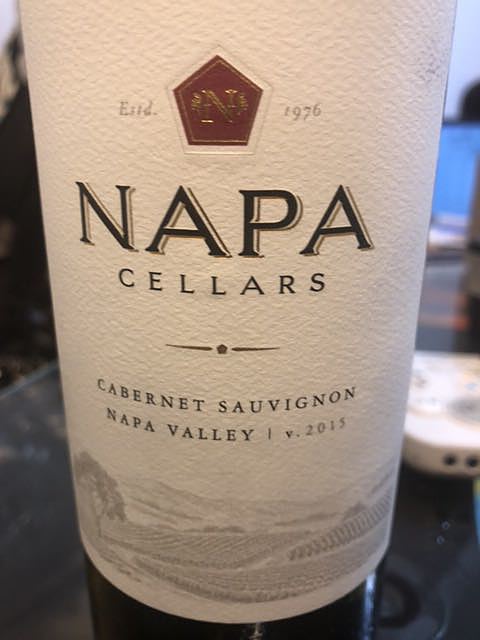 N
Estd. 1976
NAPA
CELLARS
CABERNET SAUVIGNON
NAPA VALLEY | v. 2015